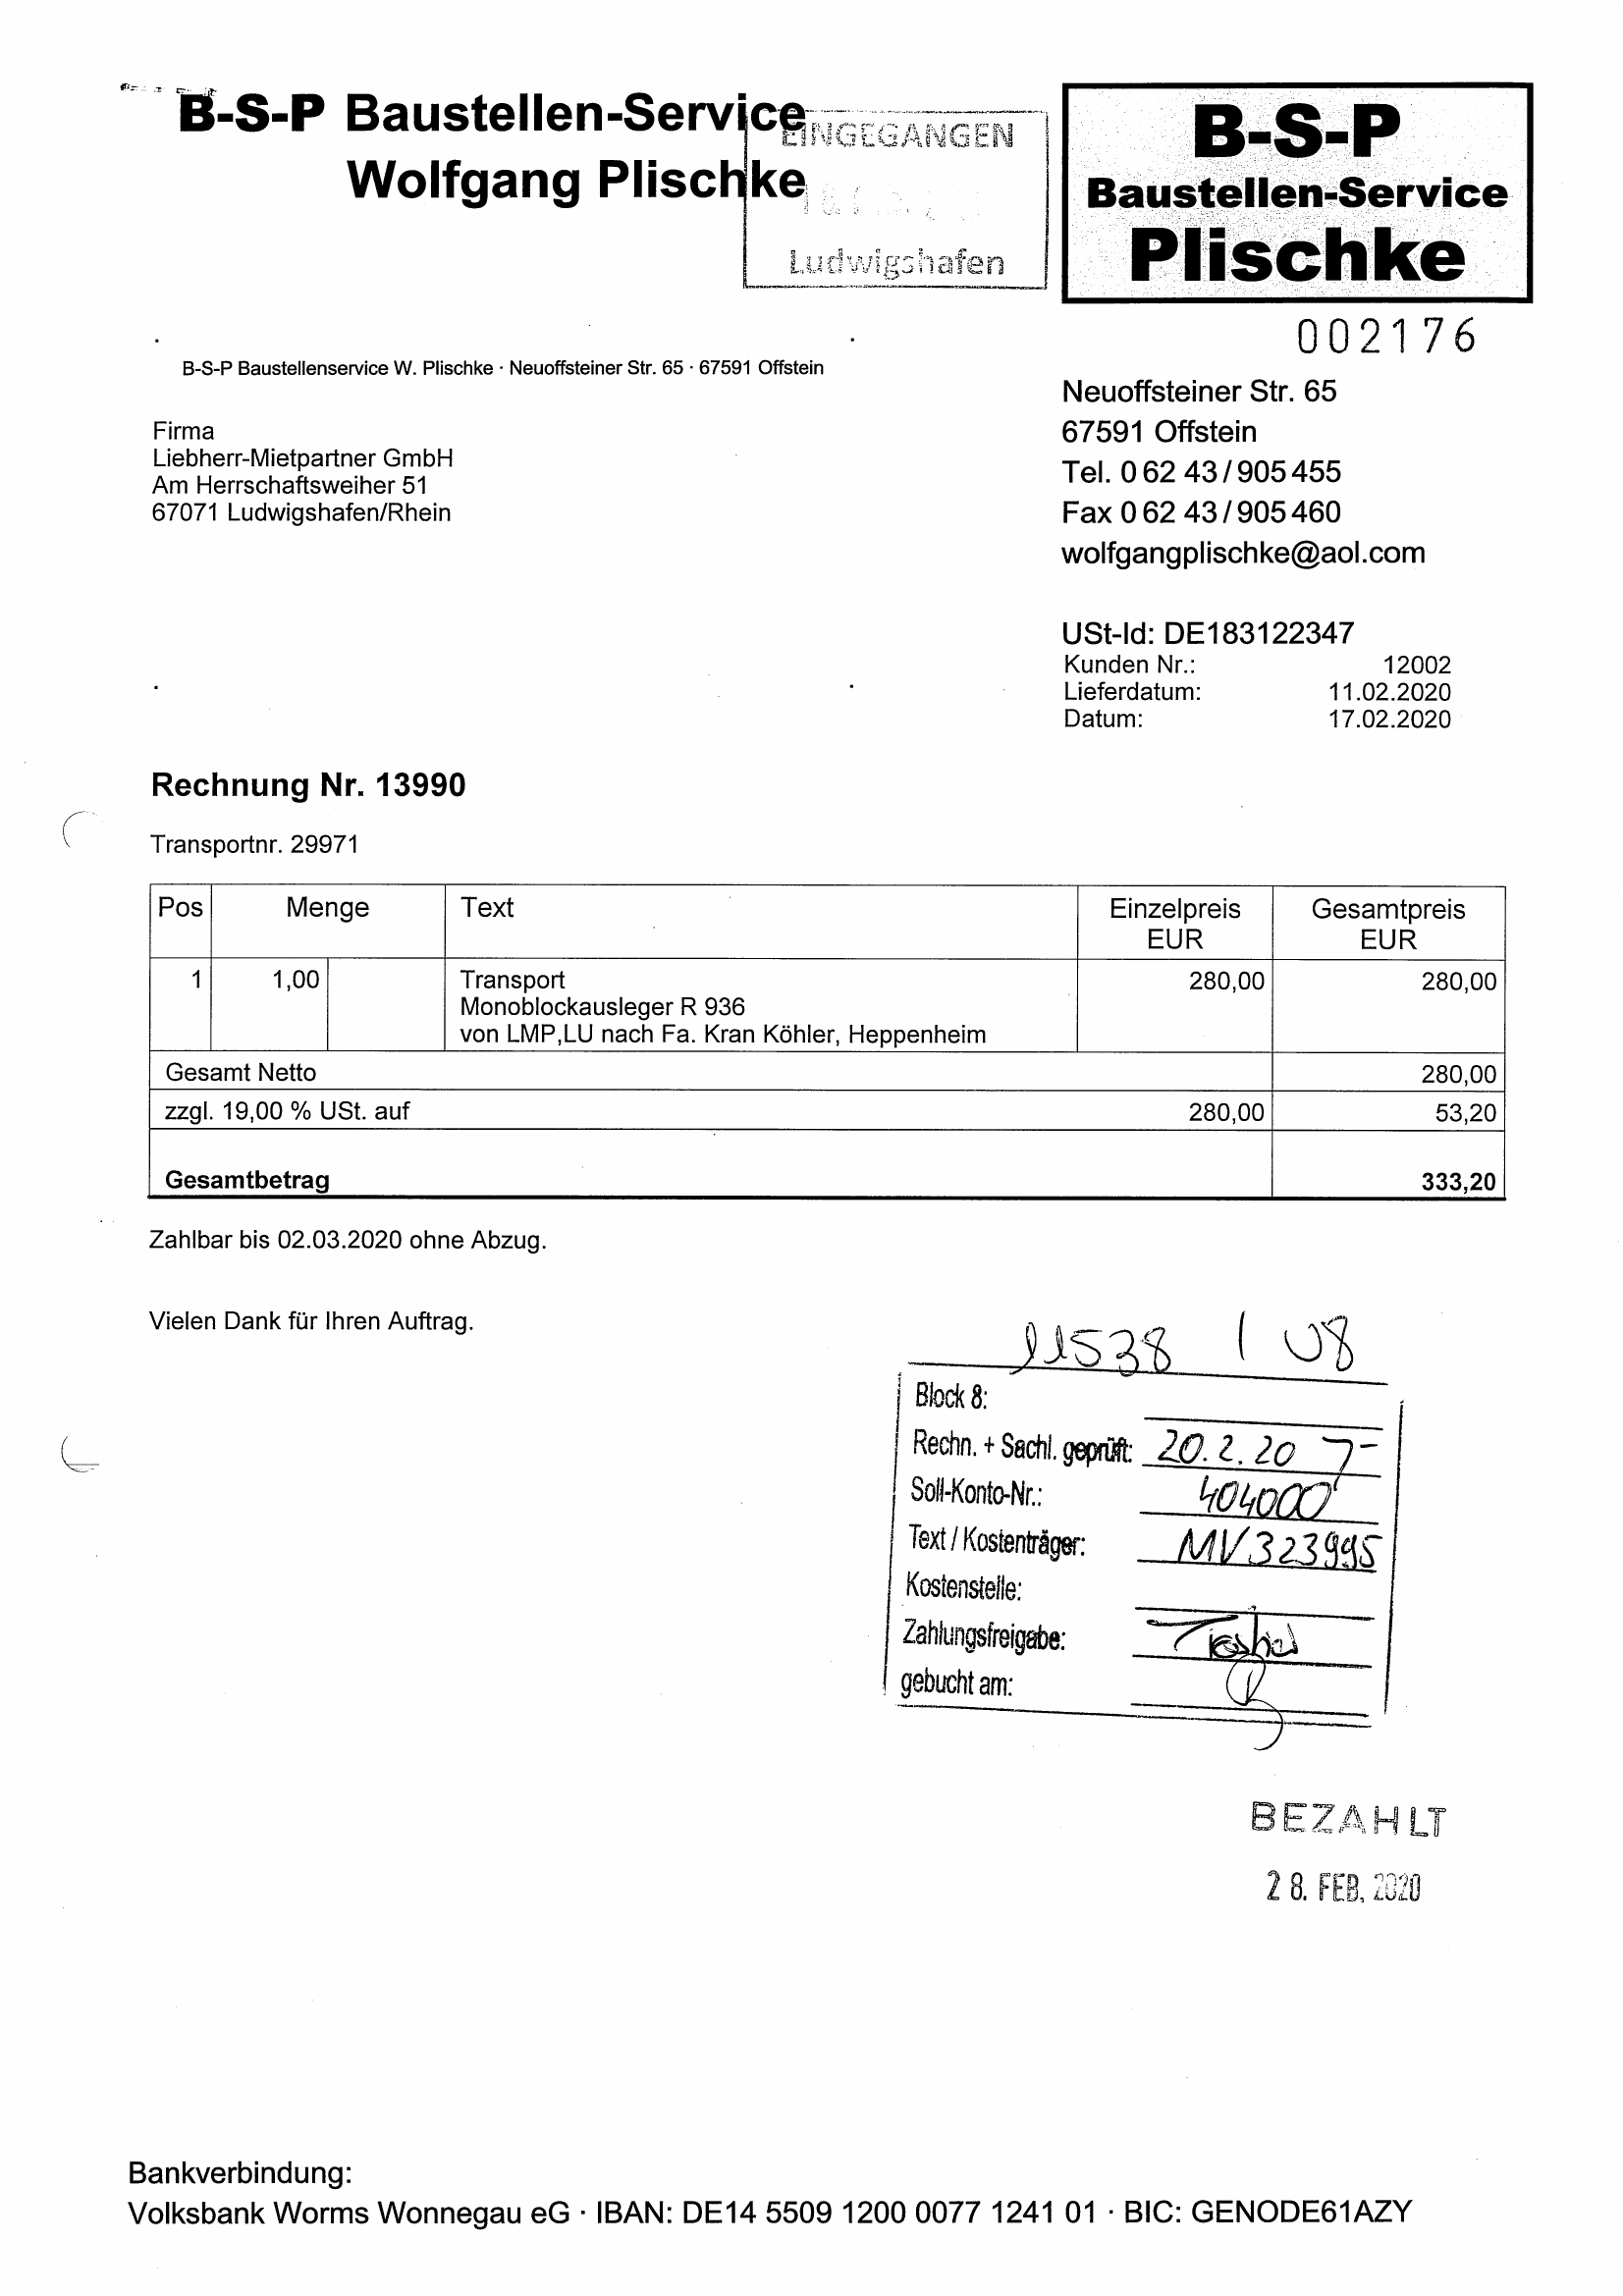 B-S-P Baustellen-Service
Wolfgang Plischke
EINGEGANGEN
Ludwigshafen
B-S-P
Baustellen-Service
Plischke
002176
B-S-P Baustellenservice W. Plischke · Neuoffsteiner Str. 65 · 67591 Offstein
Neuoffsteiner Str. 65
67591 Offstein
Tel. 0 62 43 / 905 455
Fax 0 62 43 / 905 460
wolfgangplischke@aol.com
Firma
Liebherr-Mietpartner GmbH
Am Herrschaftsweiher 51
67071 Ludwigshafen/Rhein
USt-Id: DE183122347
Kunden Nr.: 12002
Lieferdatum: 11.02.2020
Datum: 17.02.2020
Rechnung Nr. 13990
Transportnr. 29971
Pos Menge Text Einzelpreis Gesamtpreis
EUR EUR
1 1,00 Transport 280,00 280,00
Monoblockausleger R 936
von LMP,LU nach Fa. Kran Köhler, Heppenheim
Gesamt Netto 280,00
zzgl. 19,00 % USt. auf 280,00 53,20
Gesamtbetrag 333,20
Zahlbar bis 02.03.2020 ohne Abzug.
Vielen Dank für Ihren Auftrag.
11538 / 08
Block 8:
Rechn. + Sachl. geprüft: 20.2.20
Soll-Konto-Nr.: 404000
Text / Kostenträger: MV323995
Kostenstelle:
Zahlungsfreigabe:
gebucht am:
BEZAHLT
28. FEB. 2020
Bankverbindung:
Volksbank Worms Wonnegau eG · IBAN: DE14 5509 1200 0077 1241 01 · BIC: GENODE61AZY